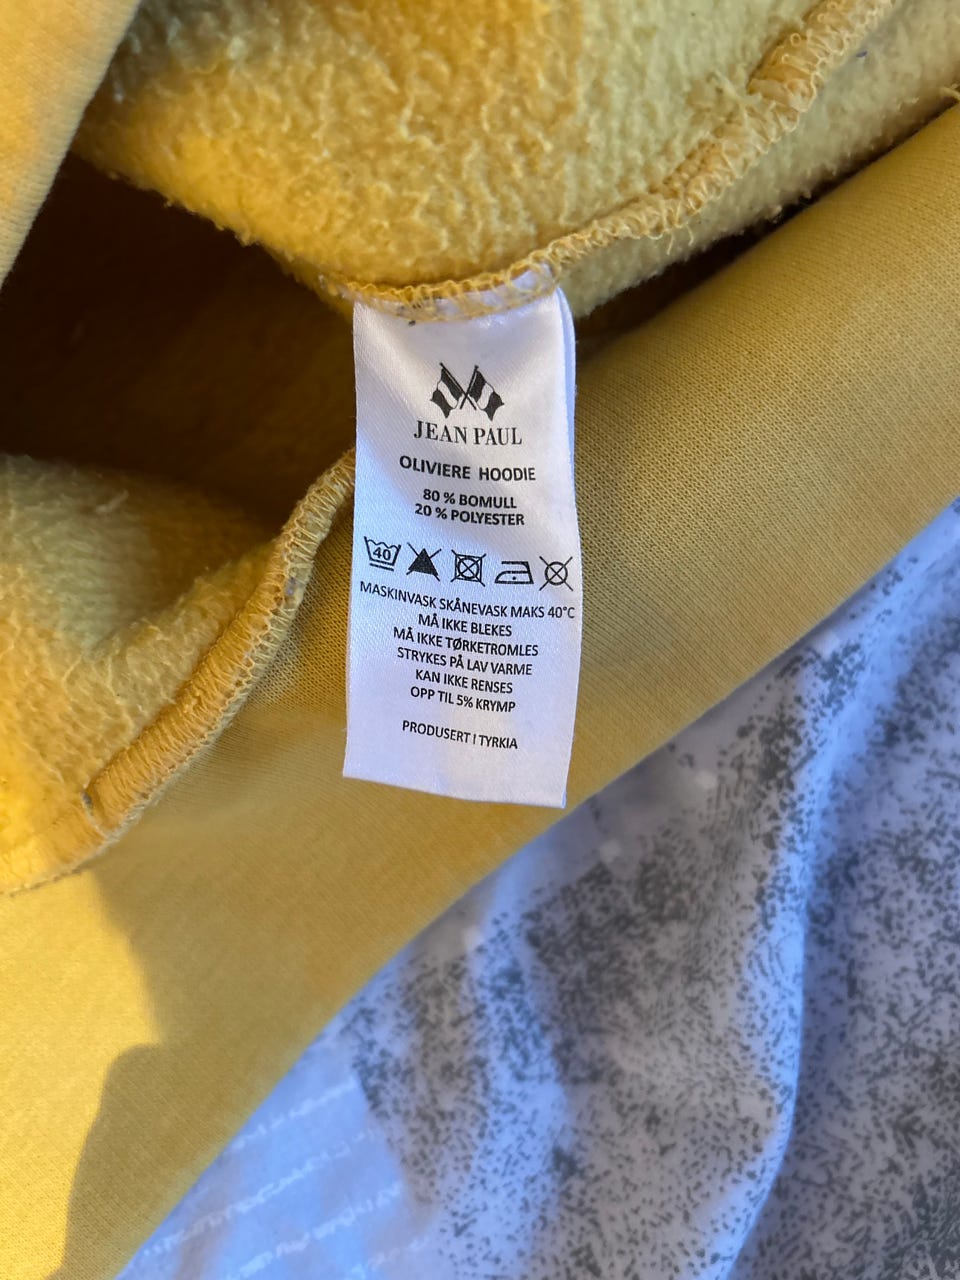 JEAN PAUL
OLIVIERE HOODIE
80 % BOMULL
20 % POLYESTER
40
MASKINVASK SKÅNEVASK MAKS 40°C
MÅ IKKE BLEKES
MÅ IKKE TØRKETROMLES
STRYKES PÅ LAV VARME
KAN IKKE RENSES
OPP TIL 5% KRYMP
PRODUSERT I TYRKIA